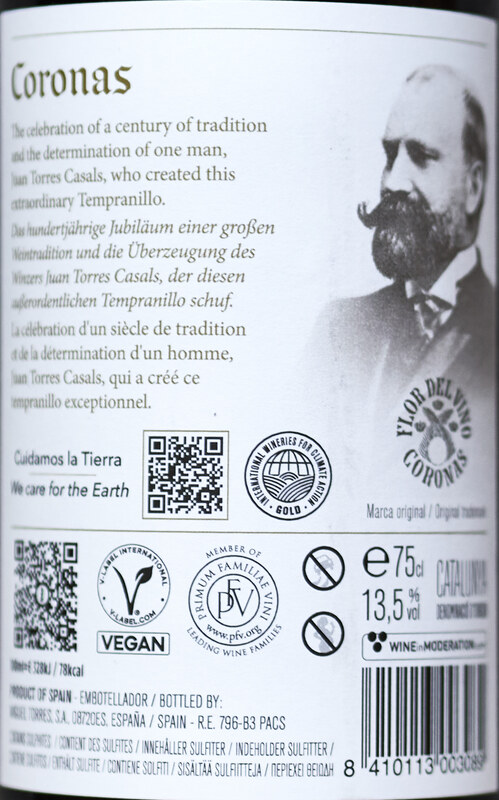 Coronas
The celebration of a century of tradition
and the determination of one man,
Juan Torres Casals, who created this
extraordinary Tempranillo.
Das hundertjährige Jubiläum einer großen
Weintradition und die Überzeugung des
Winzers Juan Torres Casals, der diesen
außerordentlichen Tempranillo schuf.
La célébration d'un siècle de tradition
et de la détermination d'un homme,
Juan Torres Casals, qui a créé ce
tempranillo exceptionnel.
FLOR DEL VINO
CORONAS
Marca original / Original trademark
Cuidamos la Tierra
We care for the Earth
INTERNATIONAL WINERIES FOR CLIMATE ACTION
· GOLD ·
V-LABEL INTERNATIONAL
V-LABEL.COM
VEGAN
MEMBER OF
PRIMUM FAMILIAE VINI
PFV
www.pfv.org
LEADING WINE FAMILIES
e 75cl
13,5 % vol
CATALUNYA
WINE in MODERATION
100ml=E 328kJ / 78kcal
PRODUCT OF SPAIN - EMBOTELLADOR / BOTTLED BY:
MIGUEL TORRES, S.A. 08720ES. ESPAÑA / SPAIN - R.E. 796-B3 PACS
SULPHITES / CONTENT DES SULFITES / INNEHÅLLER SULFITER / INDEHOLDER SULFITTER /
SULFITOS / ENTHÄLT SULFITE / CONTIENE SOLFITI / SISÄLTÄÄ SULFIITTEJA / ΠΕΡΙΕΧΕΙ ΘΕΙΩΔΗ
8 410113 003089